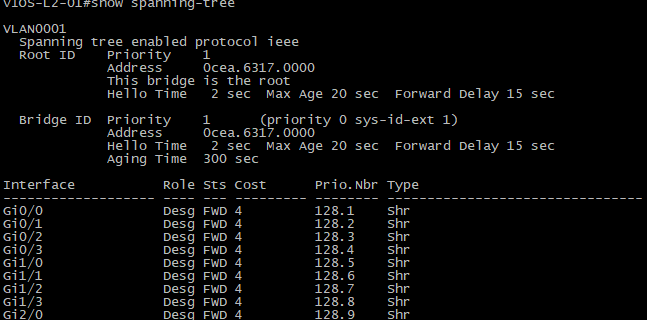 vIOS-L2-01#show spanning-tree
VLAN0001
  Spanning tree enabled protocol ieee
  Root ID    Priority    1
             Address     0cea.6317.0000
             This bridge is the root
             Hello Time   2 sec  Max Age 20 sec  Forward Delay 15 sec
  Bridge ID  Priority    1      (priority 0 sys-id-ext 1)
             Address     0cea.6317.0000
             Hello Time   2 sec  Max Age 20 sec  Forward Delay 15 sec
             Aging Time  300 sec
Interface           Role Sts Cost      Prio.Nbr Type
------------------- ---- --- --------- -------- --------------------------------
Gi0/0               Desg FWD 4         128.1    Shr
Gi0/1               Desg FWD 4         128.2    Shr
Gi0/2               Desg FWD 4         128.3    Shr
Gi0/3               Desg FWD 4         128.4    Shr
Gi1/0               Desg FWD 4         128.5    Shr
Gi1/1               Desg FWD 4         128.6    Shr
Gi1/2               Desg FWD 4         128.7    Shr
Gi1/3               Desg FWD 4         128.8    Shr
Gi2/0               Desg FWD 4         128.9    Shr